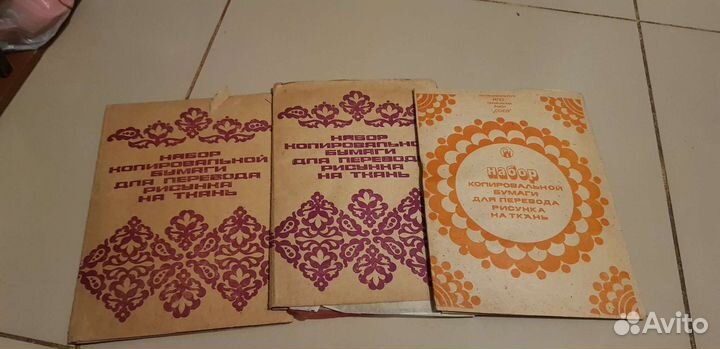 НАБОР
КОПИРОВАЛЬНОЙ
БУМАГИ
ДЛЯ ПЕРЕВОДА
РИСУНКА
НА ТКАНЬ
НАБОР
КОПИРОВАЛЬНОЙ
БУМАГИ
ДЛЯ ПЕРЕВОДА
РИСУНКА
НА ТКАНЬ
набор
КОПИРОВАЛЬНОЙ
БУМАГИ
ДЛЯ ПЕРЕВОДА
РИСУНКА
НА ТКАНЬ
Avito